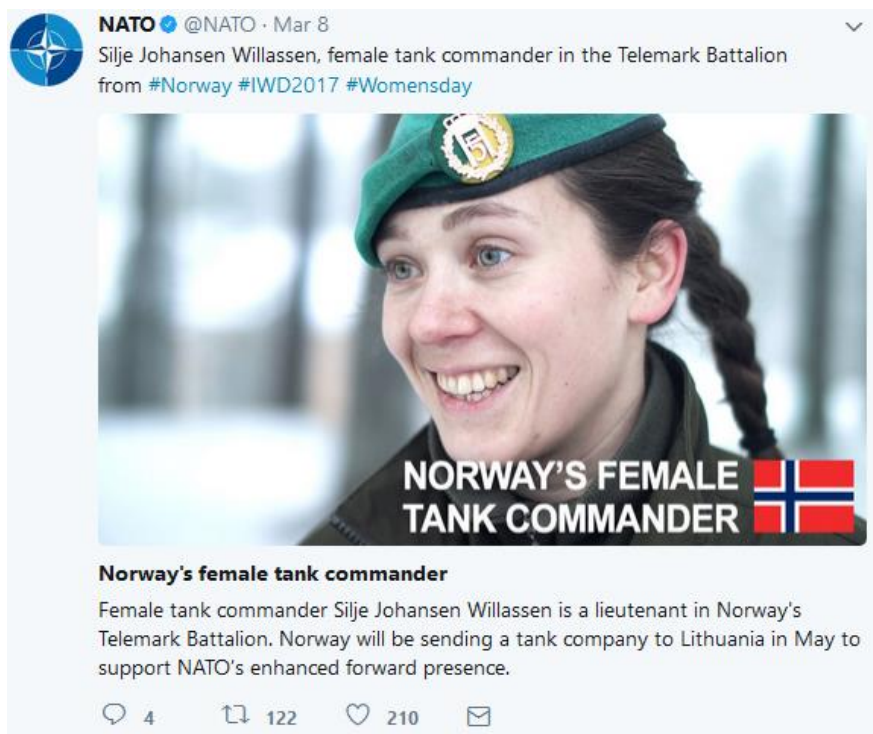 NATO @NATO · Mar 8
Silje Johansen Willassen, female tank commander in the Telemark Battalion
from #Norway #IWD2017 #Womensday
NORWAY'S FEMALE
TANK COMMANDER
Norway's female tank commander
Female tank commander Silje Johansen Willassen is a lieutenant in Norway's
Telemark Battalion. Norway will be sending a tank company to Lithuania in May to
support NATO's enhanced forward presence.
4 122 210